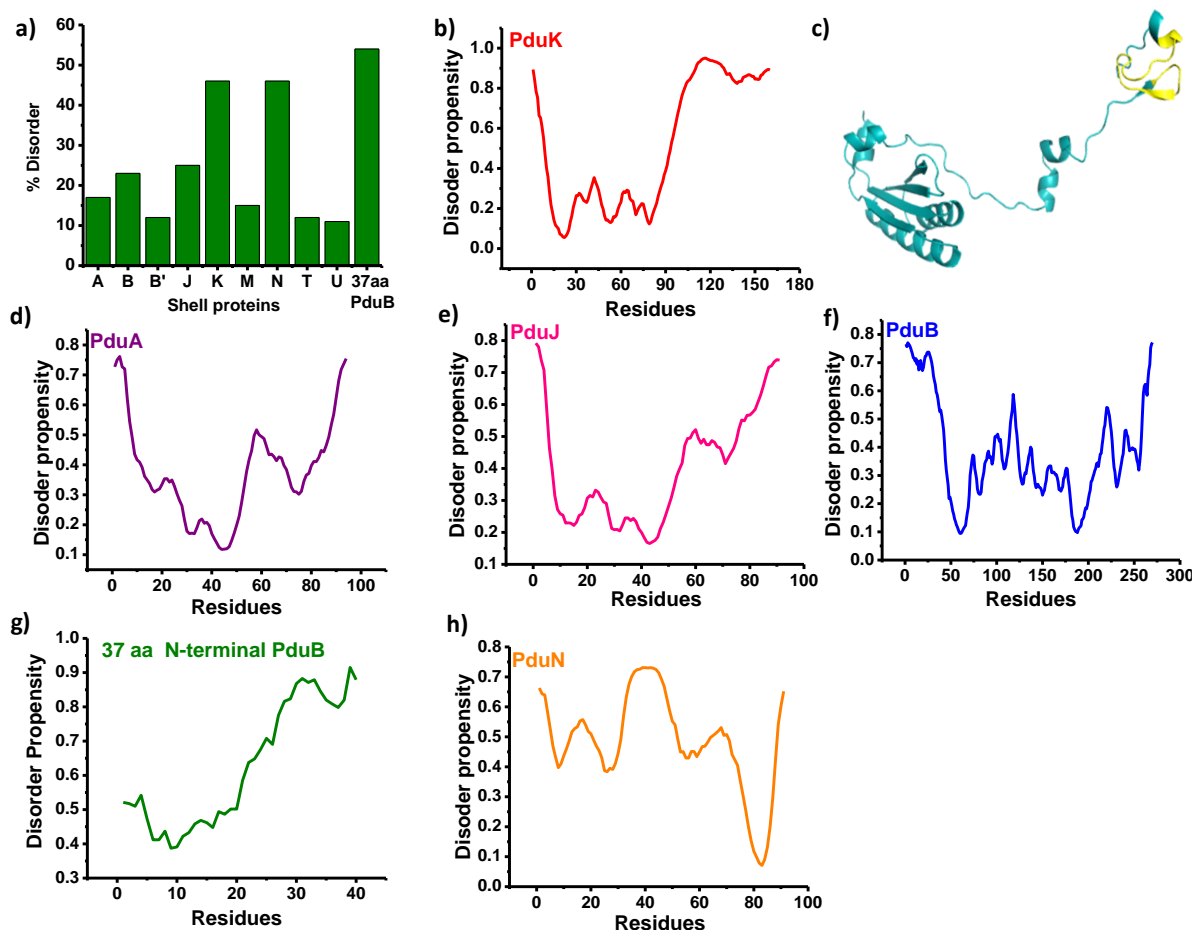 a)
60
50
40
30
20
10
0
% Disorder
A B B' J K M N T U 37aa
PduB
Shell proteins
b)
PduK
1.0
0.8
0.6
0.4
0.2
0.0
Disoder propensity
0 30 60 90 120 150 180
Residues
c)
d)
PduA
0.8
0.7
0.6
0.5
0.4
0.3
0.2
0.1
Disoder propensity
0 20 40 60 80 100
Residues
e)
PduJ
0.8
0.7
0.6
0.5
0.4
0.3
0.2
0.1
Disoder propensity
0 20 40 60 80 100
Residues
f)
PduB
0.8
0.7
0.6
0.5
0.4
0.3
0.2
0.1
0.0
Disoder propensity
0 50 100 150 200 250 300
Residues
g)
37 aa N-terminal PduB
1.0
0.9
0.8
0.7
0.6
0.5
0.4
0.3
Disorder Propensity
0 10 20 30 40
Residues
h)
PduN
0.8
0.7
0.6
0.5
0.4
0.3
0.2
0.1
0.0
Disoder propensity
0 20 40 60 80 100
Residues